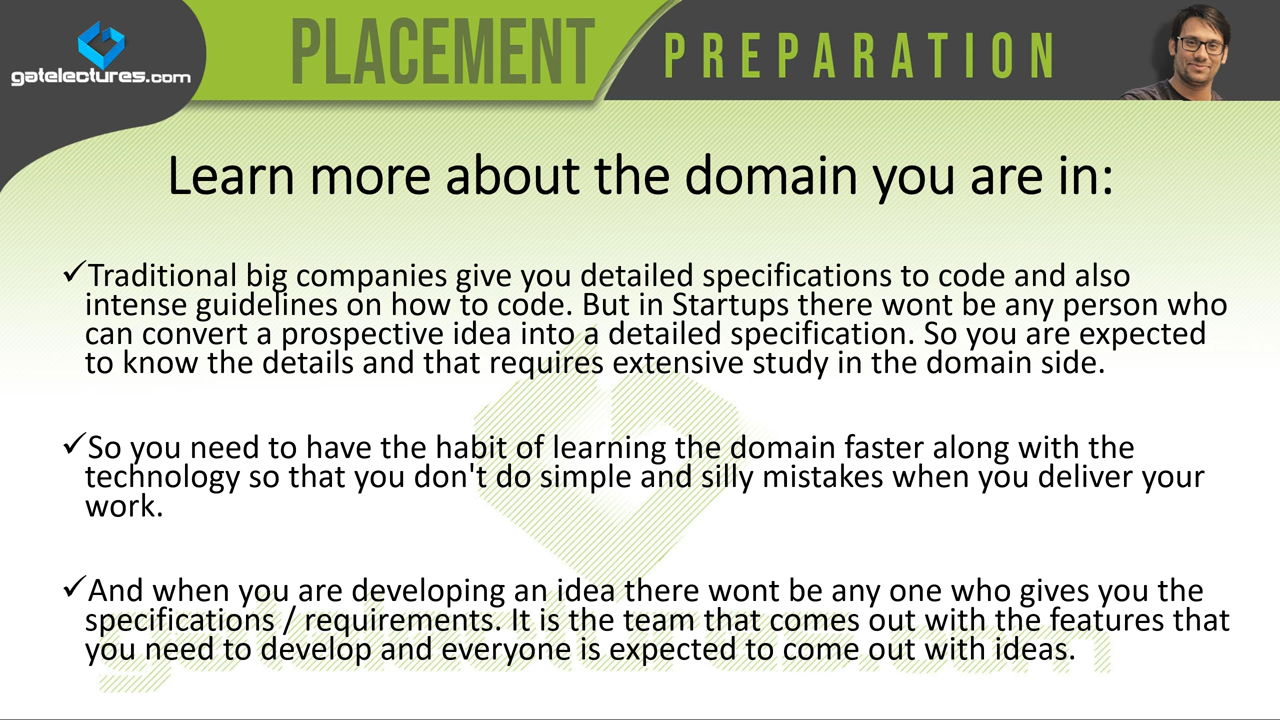 gatelectures.com
PLACEMENT PREPARATION
Learn more about the domain you are in:
✓Traditional big companies give you detailed specifications to code and also
intense guidelines on how to code. But in Startups there wont be any person who
can convert a prospective idea into a detailed specification. So you are expected
to know the details and that requires extensive study in the domain side.
✓So you need to have the habit of learning the domain faster along with the
technology so that you don't do simple and silly mistakes when you deliver your
work.
✓And when you are developing an idea there wont be any one who gives you the
specifications / requirements. It is the team that comes out with the features that
you need to develop and everyone is expected to come out with ideas.